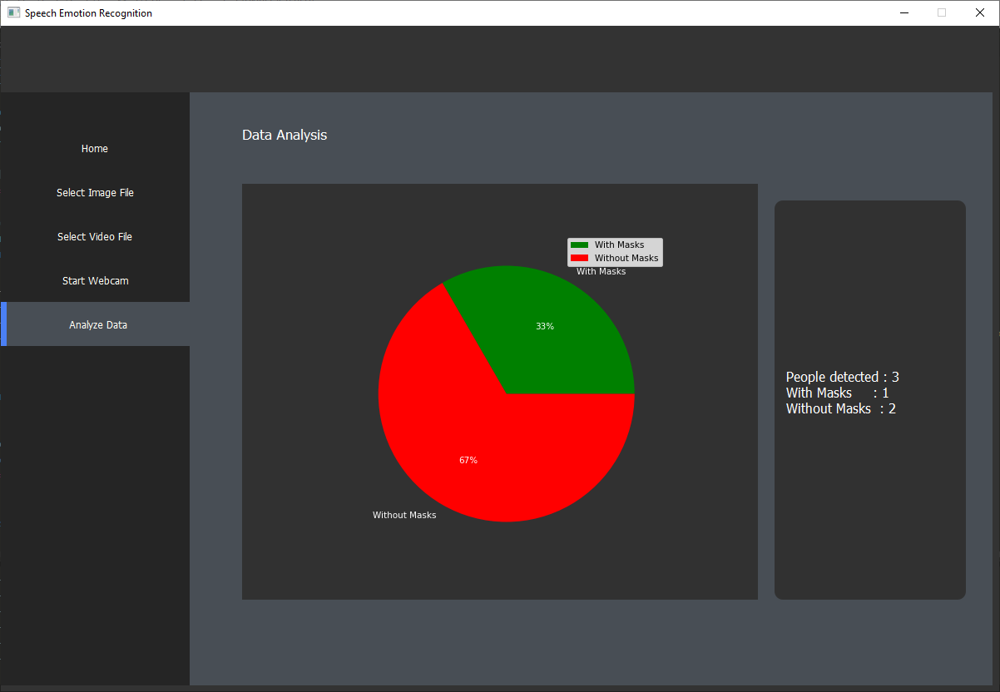 Speech Emotion Recognition
Data Analysis
Home
Select Image File
Select Video File
Start Webcam
Analyze Data
With Masks
Without Masks
With Masks
33%
67%
Without Masks
People detected : 3
With Masks : 1
Without Masks : 2